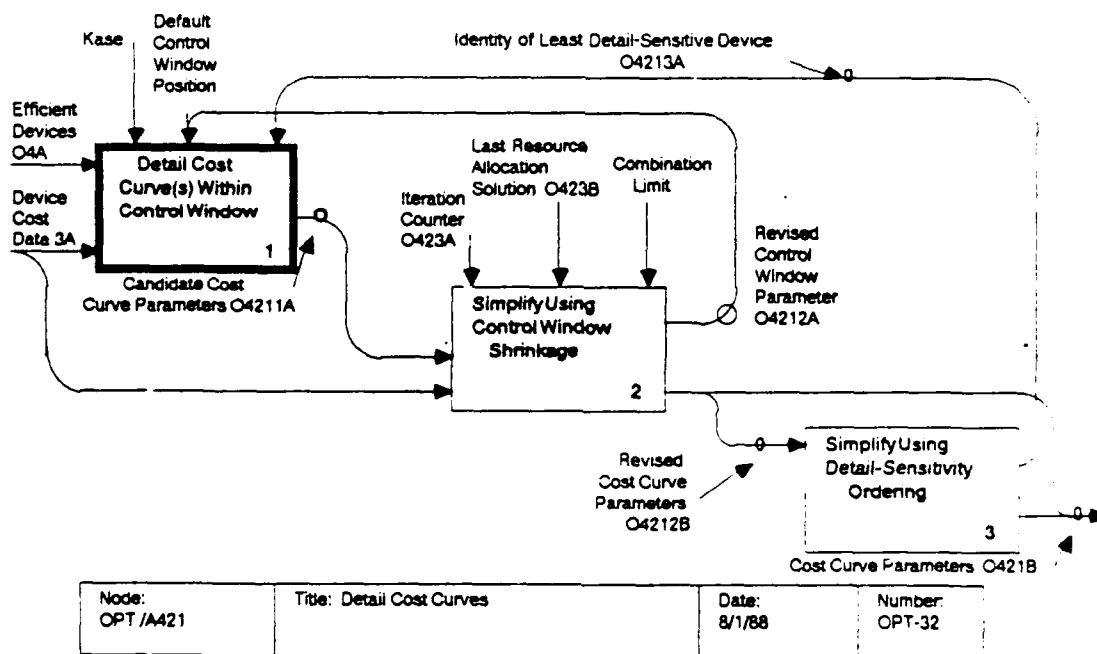 Kase
Default
Control
Window
Position
Identity of Least Detail-Sensitive Device
O4213A
Efficient
Devices
O4A
Device
Cost
Data 3A
Detail Cost
Curve(s) Within
Control Window
1
Candidate Cost
Curve Parameters O4211A
Iteration
Counter
O423A
Last Resource
Allocation
Solution O423B
Combination
Limit
Revised
Control
Window
Parameter
O4212A
Simplify Using
Control Window
Shrinkage
2
Revised
Cost Curve
Parameters
O4212B
Simplify Using
Detail-Sensitivity
Ordering
3
Cost Curve Parameters O421B
Node:
OPT /A421
Title: Detail Cost Curves
Date:
8/1/88
Number:
OPT-32